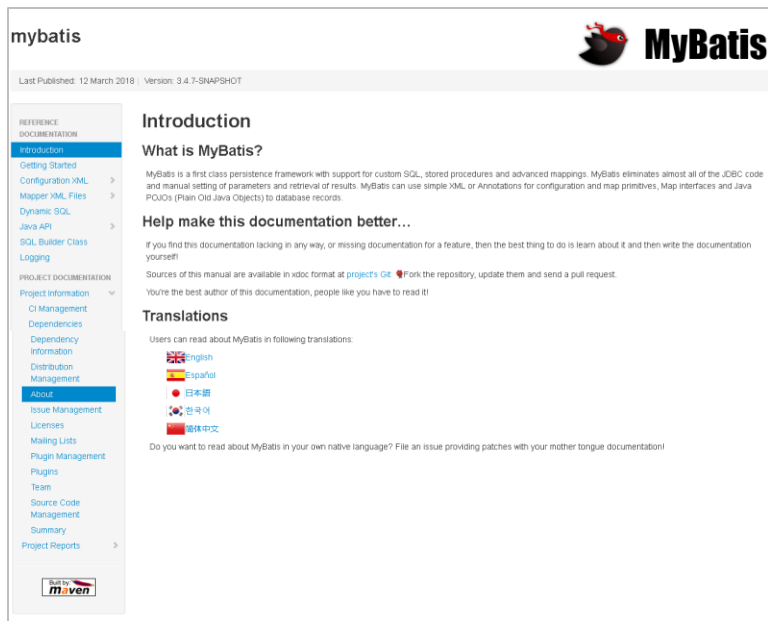 mybatis
MyBatis
Last Published: 12 March 2018 | Version: 3.4.7-SNAPSHOT
REFERENCE
DOCUMENTATION
Introduction
Getting Started
Configuration XML
Mapper XML Files
Dynamic SQL
Java API
SQL Builder Class
Logging
PROJECT DOCUMENTATION
Project Information
CI Management
Dependencies
Dependency
Information
Distribution
Management
About
Issue Management
Licenses
Mailing Lists
Plugin Management
Plugins
Team
Source Code
Management
Summary
Project Reports
Built by:
maven
Introduction
What is MyBatis?
MyBatis is a first class persistence framework with support for custom SQL, stored procedures and advanced mappings. MyBatis eliminates almost all of the JDBC code
and manual setting of parameters and retrieval of results. MyBatis can use simple XML or Annotations for configuration and map primitives, Map interfaces and Java
POJOs (Plain Old Java Objects) to database records.
Help make this documentation better…
If you find this documentation lacking in any way, or missing documentation for a feature, then the best thing to do is learn about it and then write the documentation
yourself!
Sources of this manual are available in xdoc format at project's Git Fork the repository, update them and send a pull request.
You're the best author of this documentation, people like you have to read it!
Translations
Users can read about MyBatis in following translations:
English
Español
日本語
한국어
简体中文
Do you want to read about MyBatis in your own native language? File an issue providing patches with your mother tongue documentation!